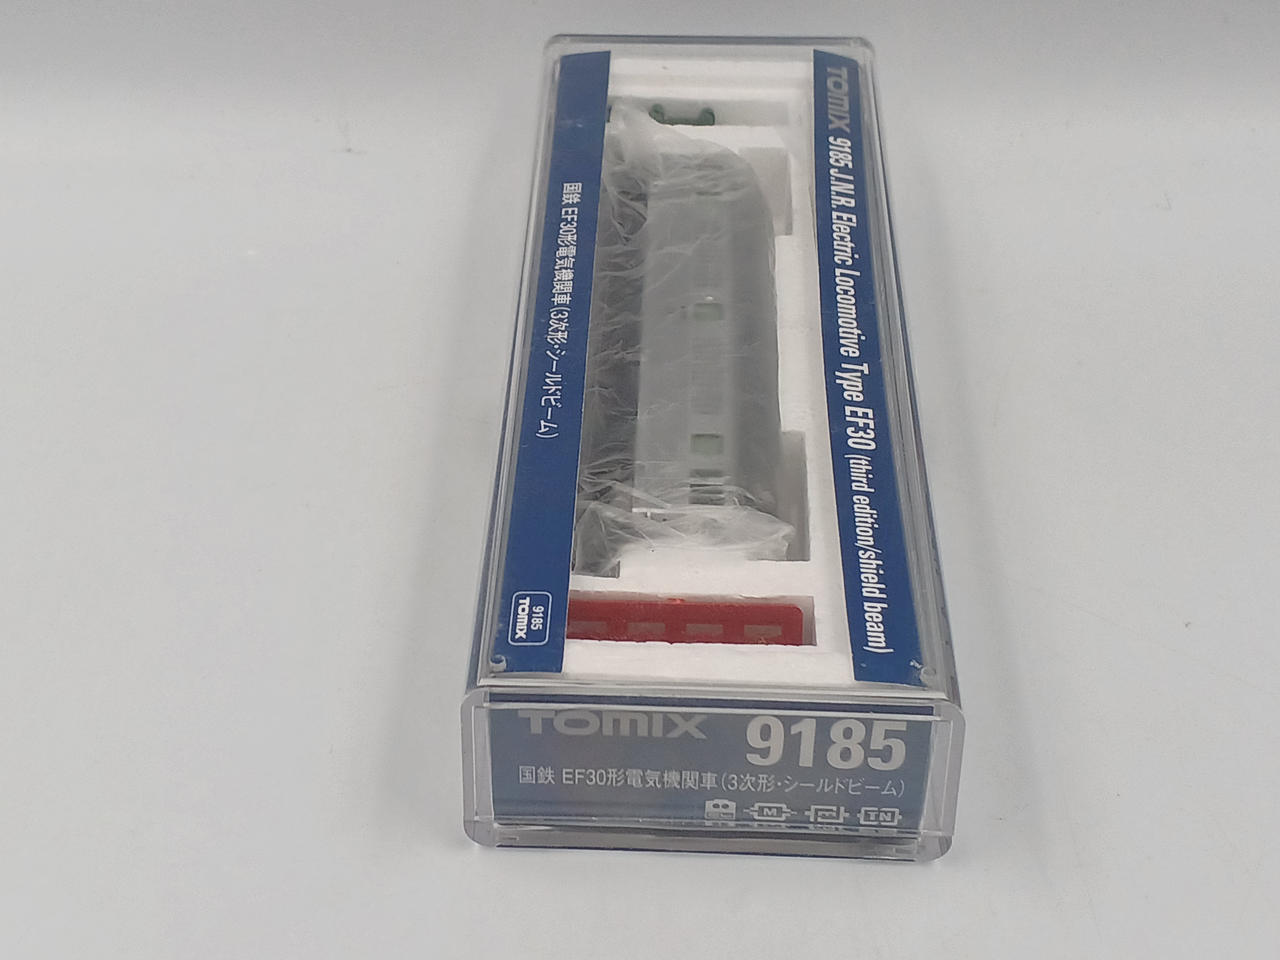 TOMIX 9185 J.N.R. Electric Locomotive Type EF30 (third edition/shield beam)
国鉄 EF30形電気機関車(3次形・シールドビーム)
9185
TOMIX
TOMIX 9185
国鉄 EF30形電気機関車(3次形・シールドビーム)
M E TN